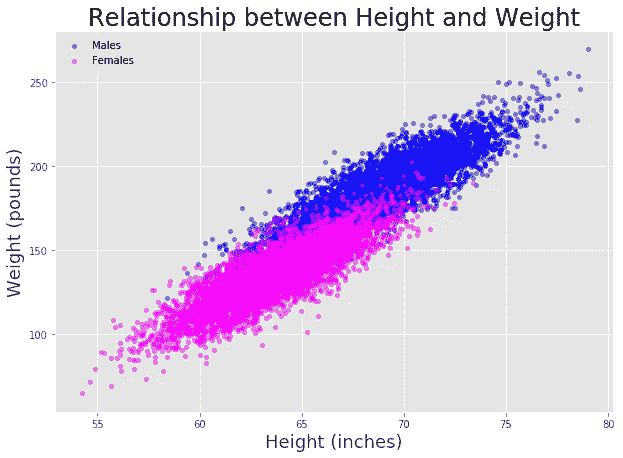 Relationship between Height and Weight
Males
Females
250
200
150
100
Weight (pounds)
55
60
65
70
75
80
Height (inches)